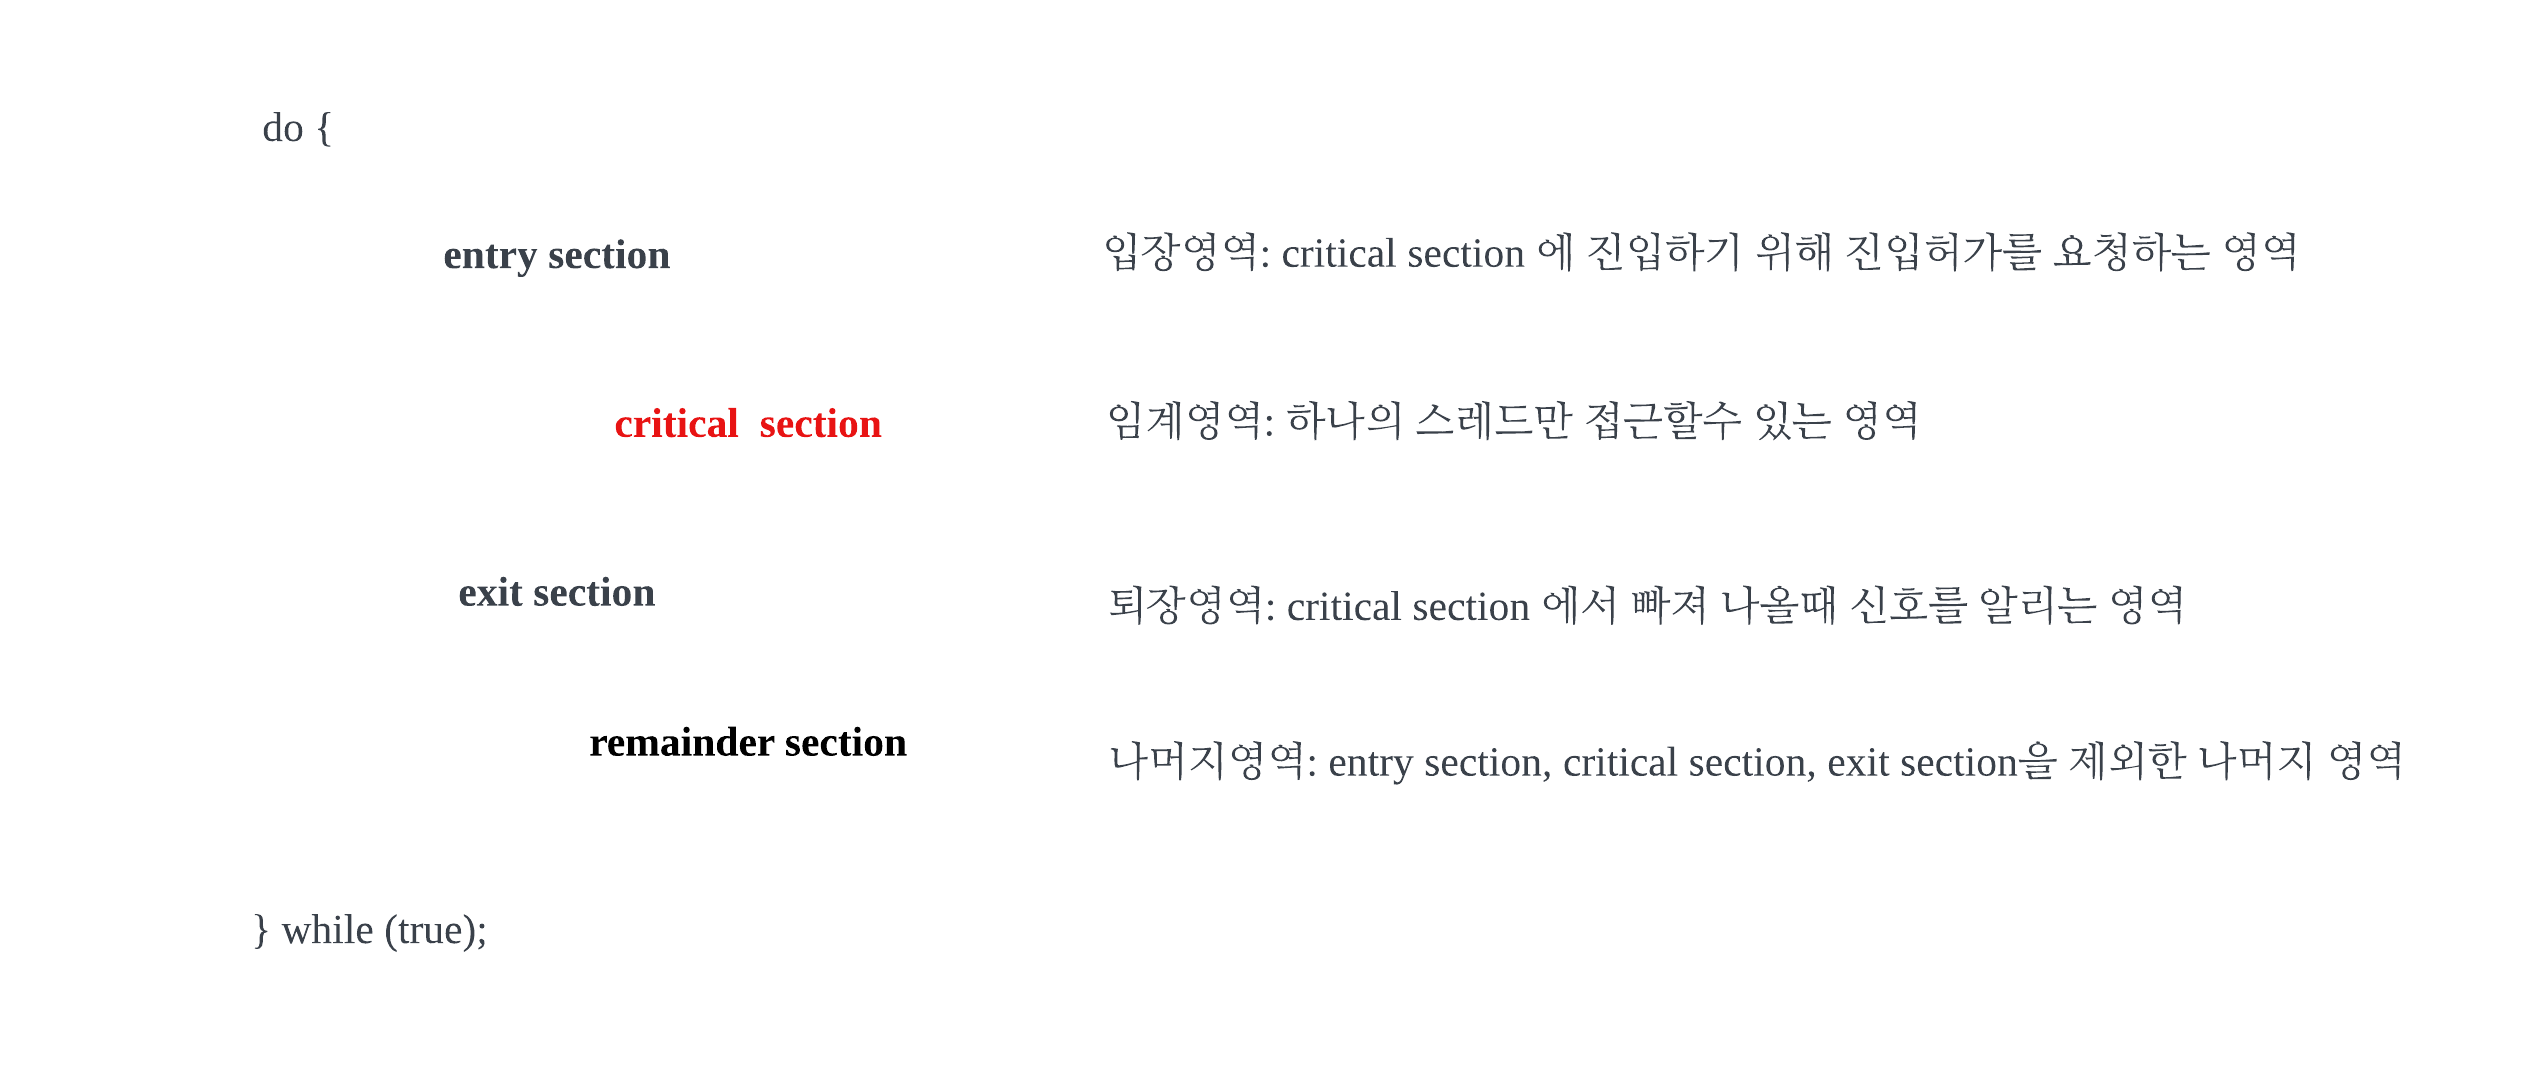 do {
entry section
입장영역: critical section 에 진입하기 위해 진입허가를 요청하는 영역
critical  section
임계영역: 하나의 스레드만 접근할수 있는 영역
exit section
퇴장영역: critical section 에서 빠져 나올때 신호를 알리는 영역
remainder section
나머지영역: entry section, critical section, exit section을 제외한 나머지 영역
} while (true);